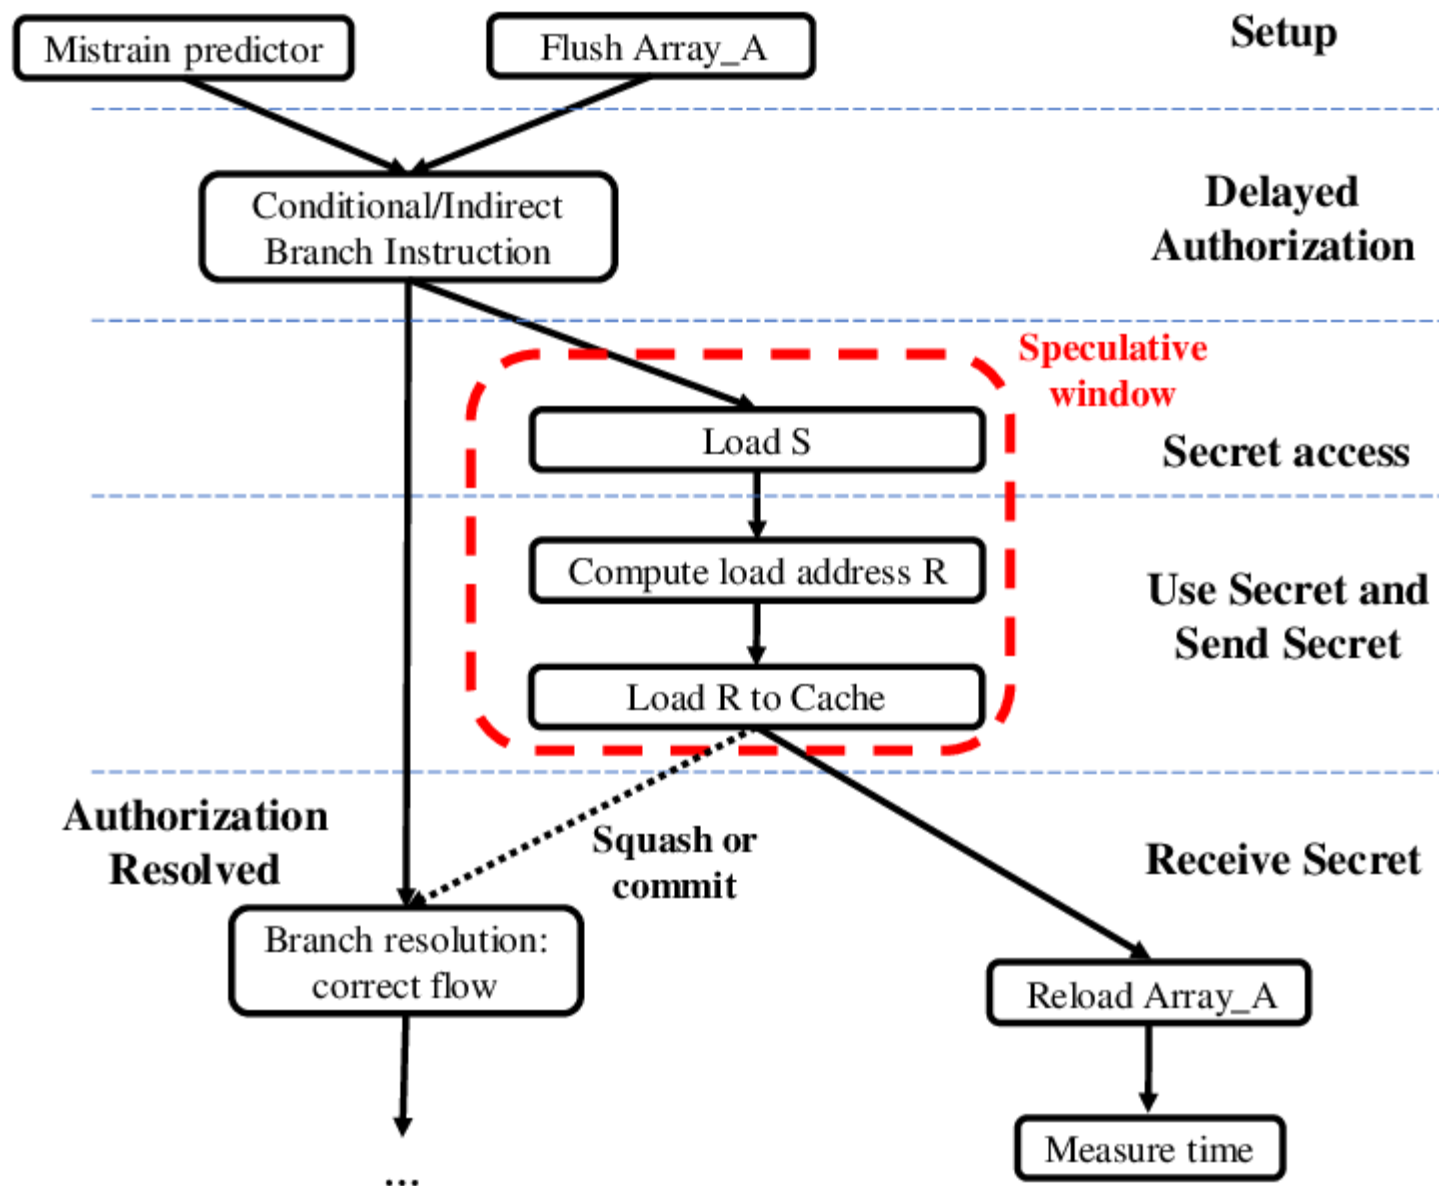 Mistrain predictor
Flush Array_A
Setup
Conditional/Indirect
Branch Instruction
Delayed
Authorization
Speculative
window
Load S
Secret access
Compute load address R
Use Secret and
Send Secret
Load R to Cache
Authorization
Resolved
Squash or
commit
Receive Secret
Branch resolution:
correct flow
Reload Array_A
Measure time
...